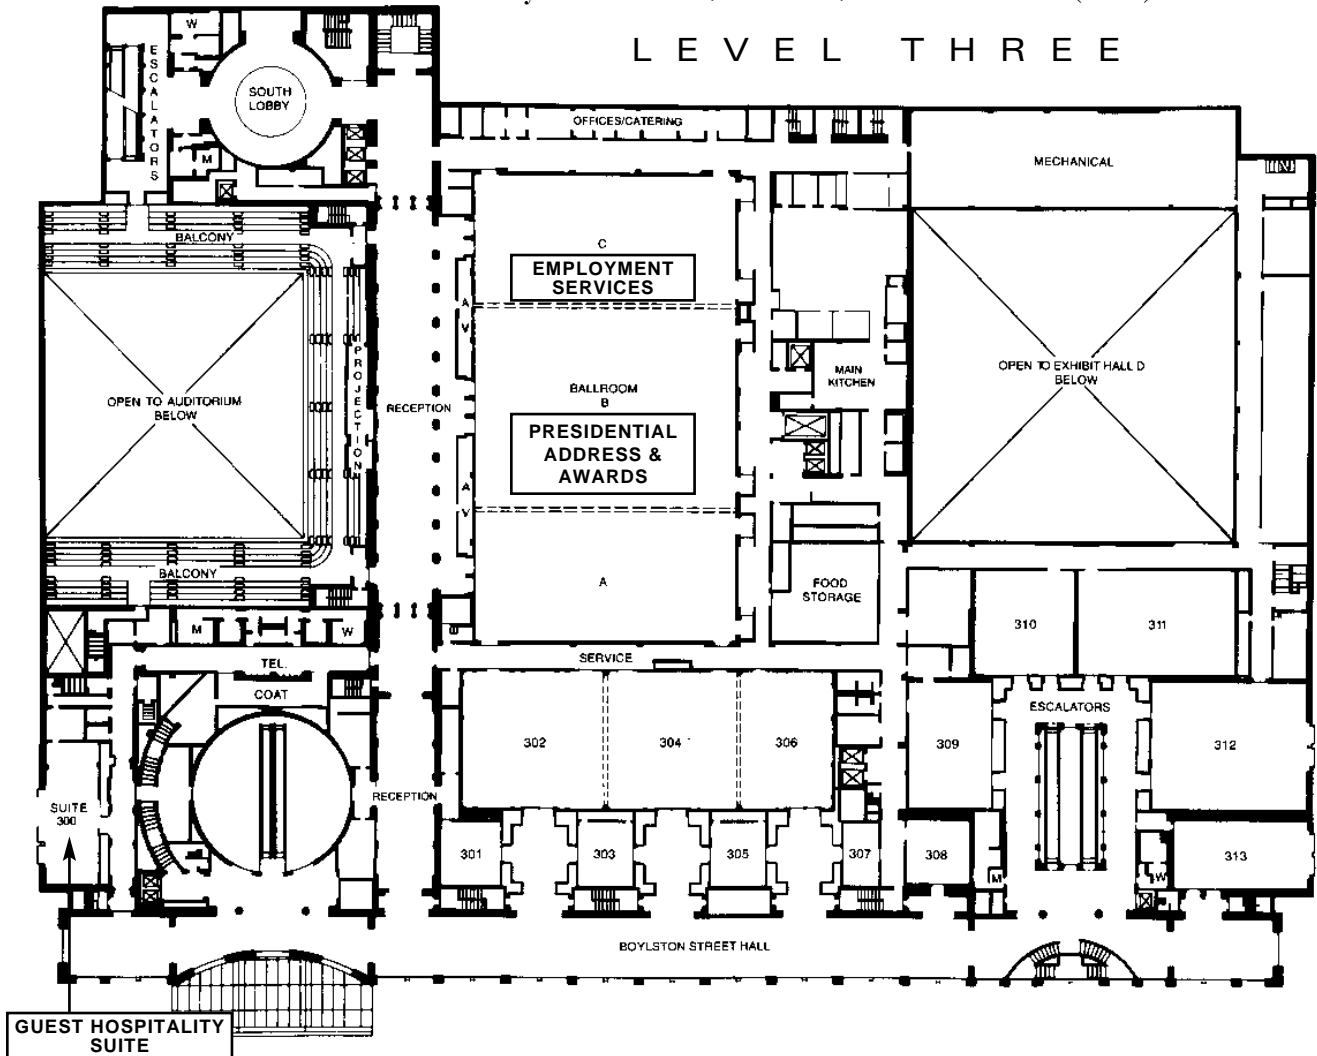 LEVEL THREE
W
ESCALATORS
SOUTH
LOBBY
M
OFFICES/CATERING
MECHANICAL
BALCONY
C
EMPLOYMENT
SERVICES
AV
PROJECTION
OPEN TO AUDITORIUM
BELOW
RECEPTION
BALLROOM
B
PRESIDENTIAL
ADDRESS &
AWARDS
AV
MAIN
KITCHEN
OPEN TO EXHIBIT HALL D
BELOW
BALCONY
A
FOOD
STORAGE
M
W
TEL.
COAT
SERVICE
310
311
ESCALATORS
302
304
306
309
312
SUITE
300
RECEPTION
301
303
305
307
308
M
W
313
BOYLSTON STREET HALL
GUEST HOSPITALITY
SUITE